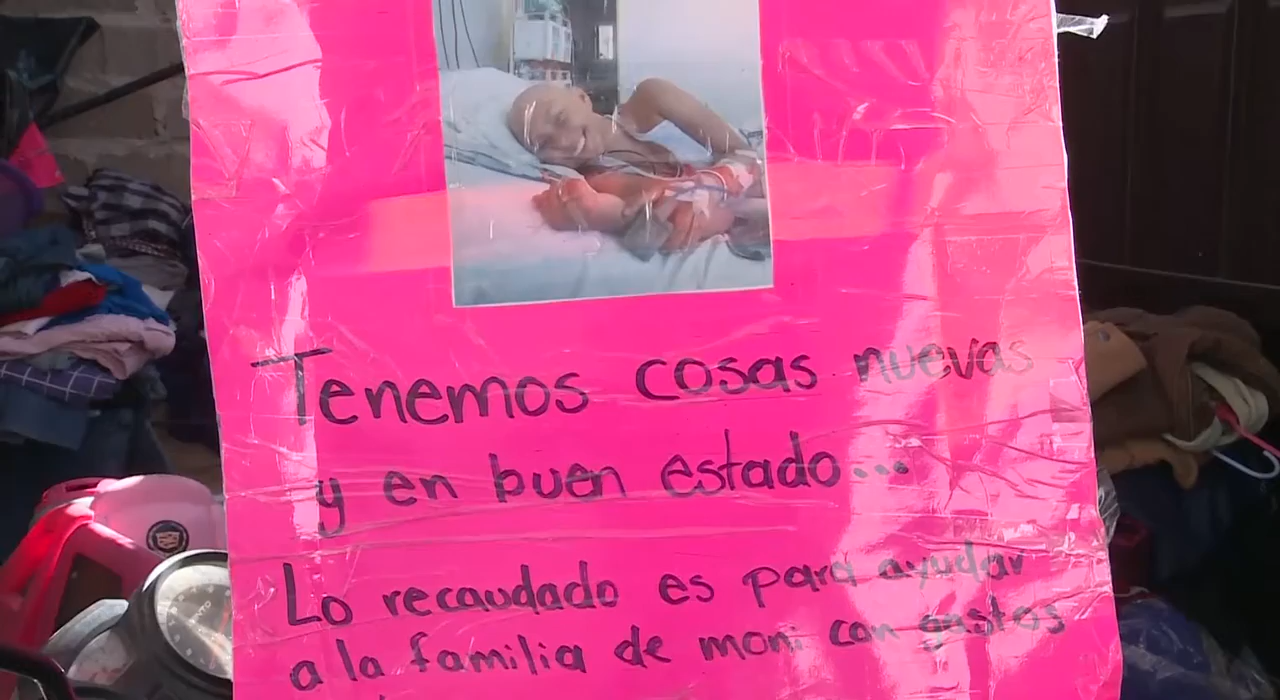 Tenemos cosas nuevas
y en buen estado...
Lo recaudado es para ayudar
a la familia de moni con gastos